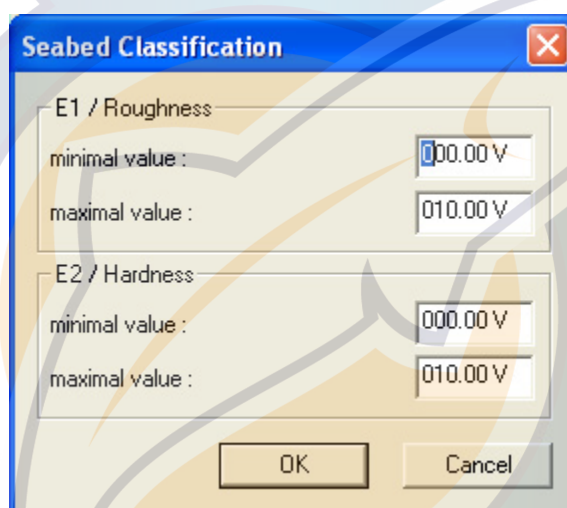 Seabed Classification
E1 / Roughness
minimal value : 000.00 V
maximal value : 010.00 V
E2 / Hardness
minimal value : 000.00 V
maximal value : 010.00 V
OK Cancel